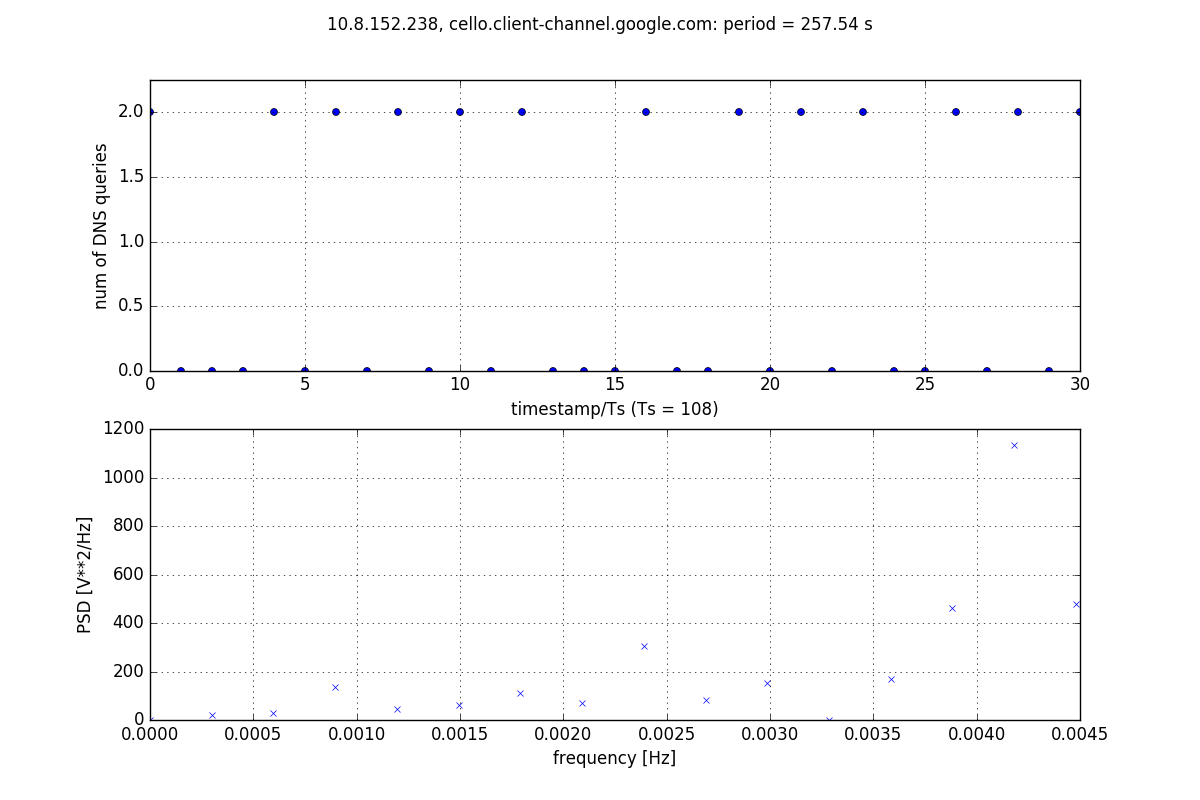 10.8.152.238, cello.client-channel.google.com: period = 257.54 s
2.0
1.5
1.0
0.5
0.0
num of DNS queries
0 5 10 15 20 25 30
timestamp/Ts (Ts = 108)
1200
1000
800
600
400
200
0
PSD [V**2/Hz]
0.0000 0.0005 0.0010 0.0015 0.0020 0.0025 0.0030 0.0035 0.0040 0.0045
frequency [Hz]